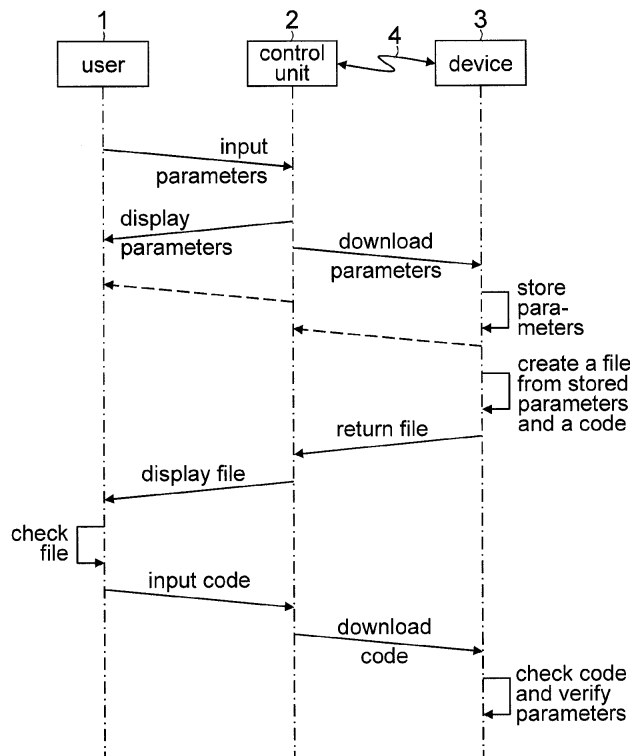 1
2
3
4
user
control
unit
device
input
parameters
display
parameters
download
parameters
store
para-
meters
create a file
from stored
parameters
and a code
return file
display file
check
file
input code
download
code
check code
and verify
parameters